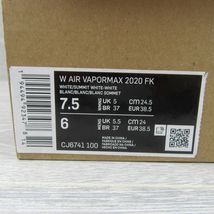 W AIR VAPORMAX 2020 FK
WHITE/SUMMIT WHITE-WHITE
BLANC/BLANC/BLANC SOMMET
7.5 UK 5 CM 24.5
BR 37 EUR 38.5
6 UK 5.5 CM 24
BR 37 EUR 38.5
CJ6741 100